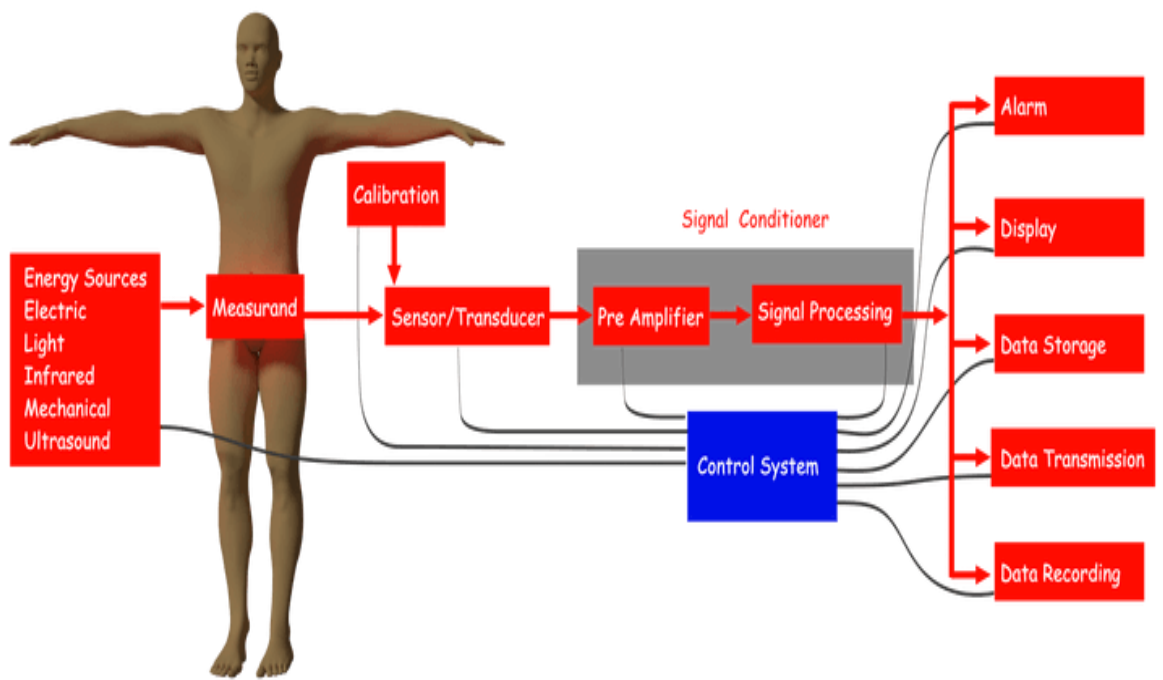 Energy Sources
Electric
Light
Infrared
Mechanical
Ultrasound
Measurand
Calibration
Sensor/Transducer
Signal Conditioner
Pre Amplifier
Signal Processing
Control System
Alarm
Display
Data Storage
Data Transmission
Data Recording